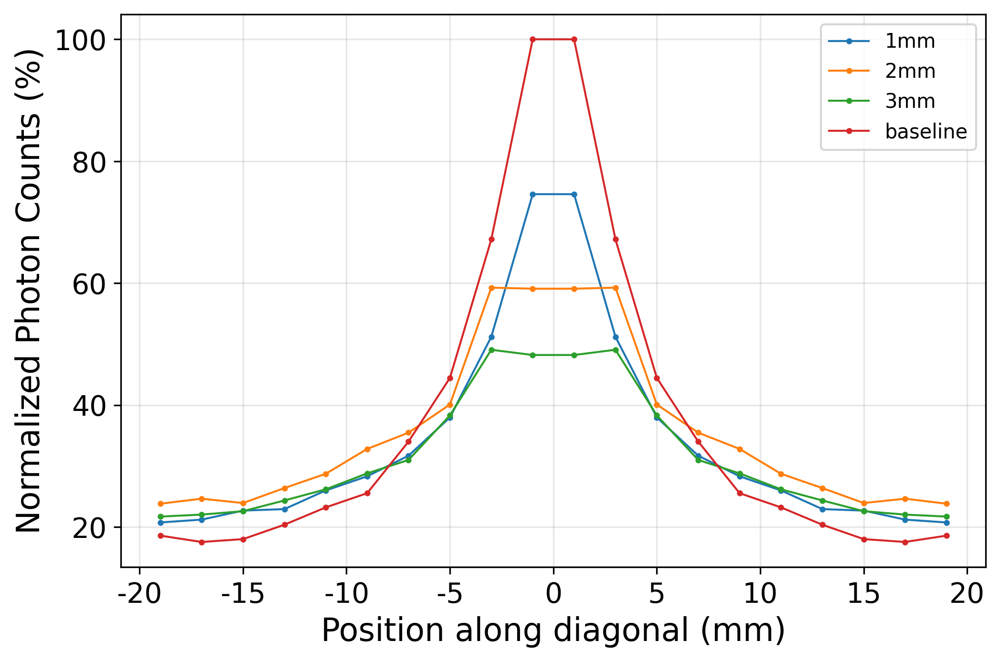 Normalized Photon Counts (%)
100
80
60
40
20
1mm
2mm
3mm
baseline
-20 -15 -10 -5 0 5 10 15 20
Position along diagonal (mm)